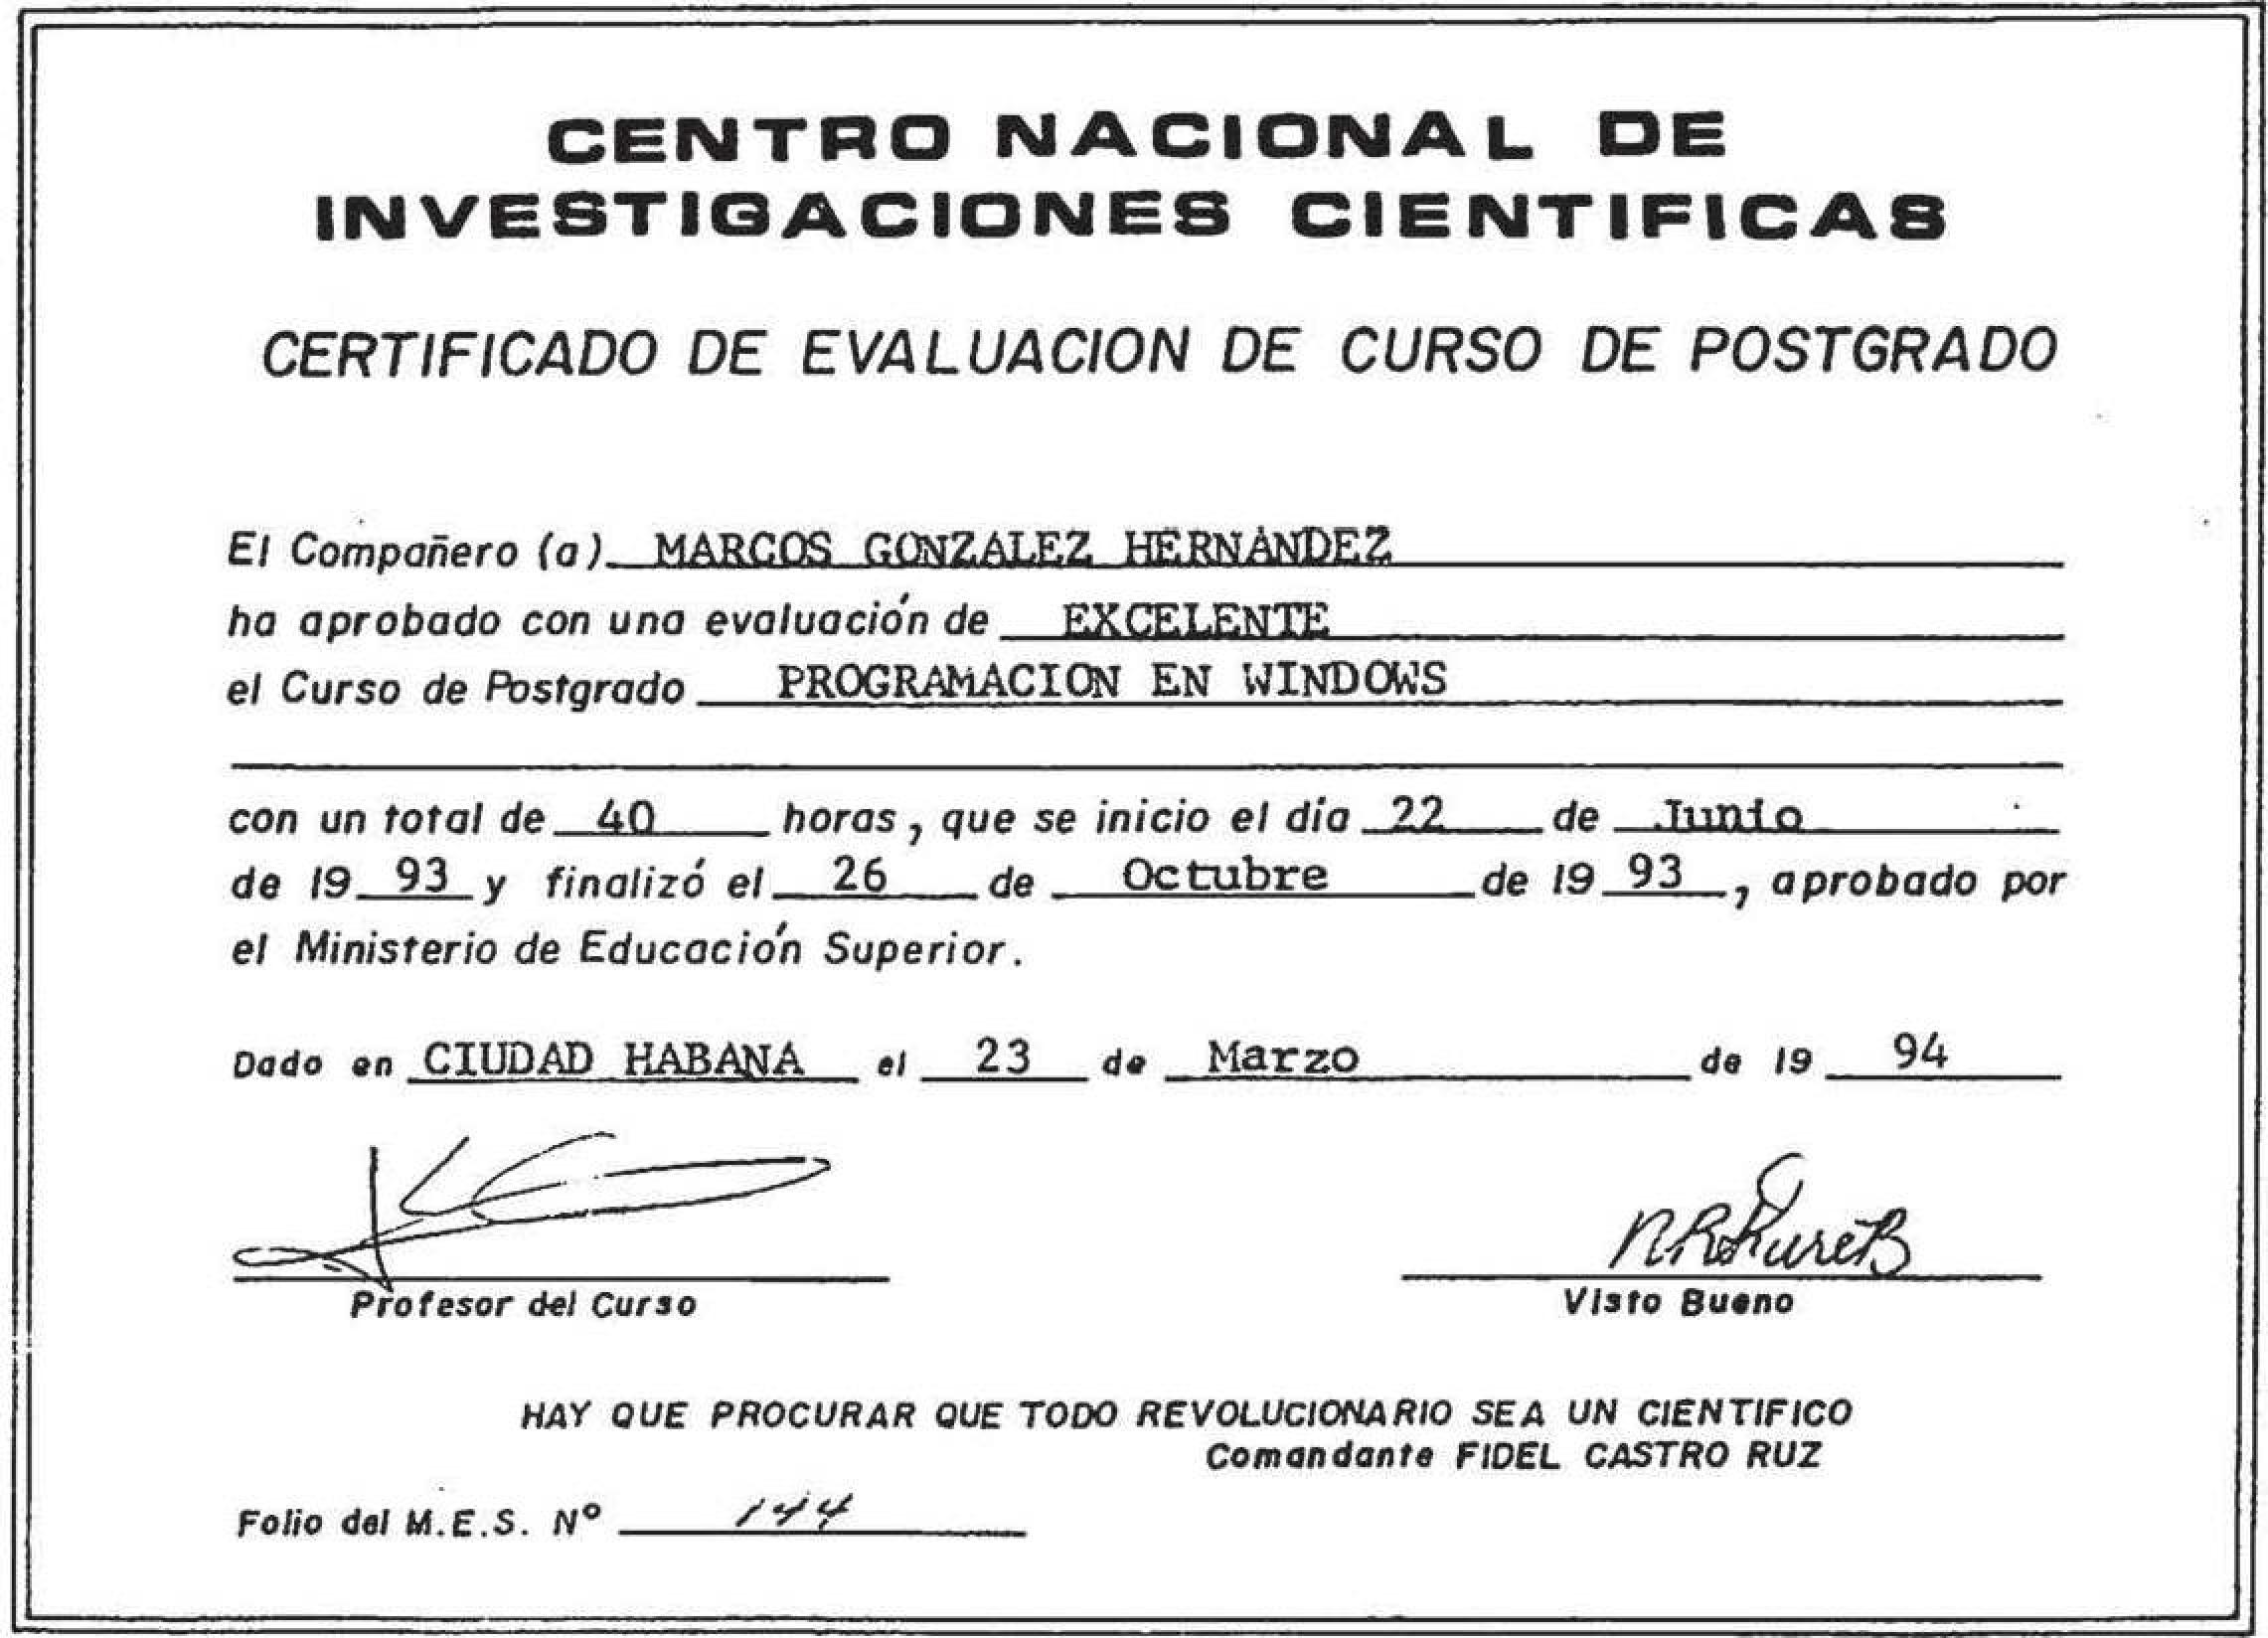 CENTRO NACIONAL DE
INVESTIGACIONES CIENTIFICAS
CERTIFICADO DE EVALUACION DE CURSO DE POSTGRADO
El Compañero (a) MARCOS GONZALEZ HERNANDEZ
ha aprobado con una evaluación de EXCELENTE
el Curso de Postgrado PROGRAMACION EN WINDOWS
con un total de 40 horas, que se inicio el día 22 de Junio
de 19 93 y finalizó el 26 de Octubre de 19 93, aprobado por
el Ministerio de Educación Superior.
Dado en CIUDAD HABANA el 23 de Marzo de 19 94
Profesor del Curso
Visto Bueno
HAY QUE PROCURAR QUE TODO REVOLUCIONARIO SEA UN CIENTIFICO
Comandante FIDEL CASTRO RUZ
Folio del M.E.S. Nº 144